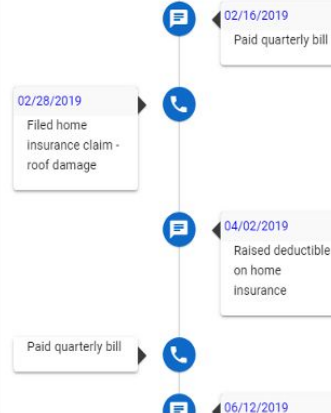 02/16/2019
Paid quarterly bill
02/28/2019
Filed home
insurance claim -
roof damage
04/02/2019
Raised deductible
on home
insurance
Paid quarterly bill
06/12/2019